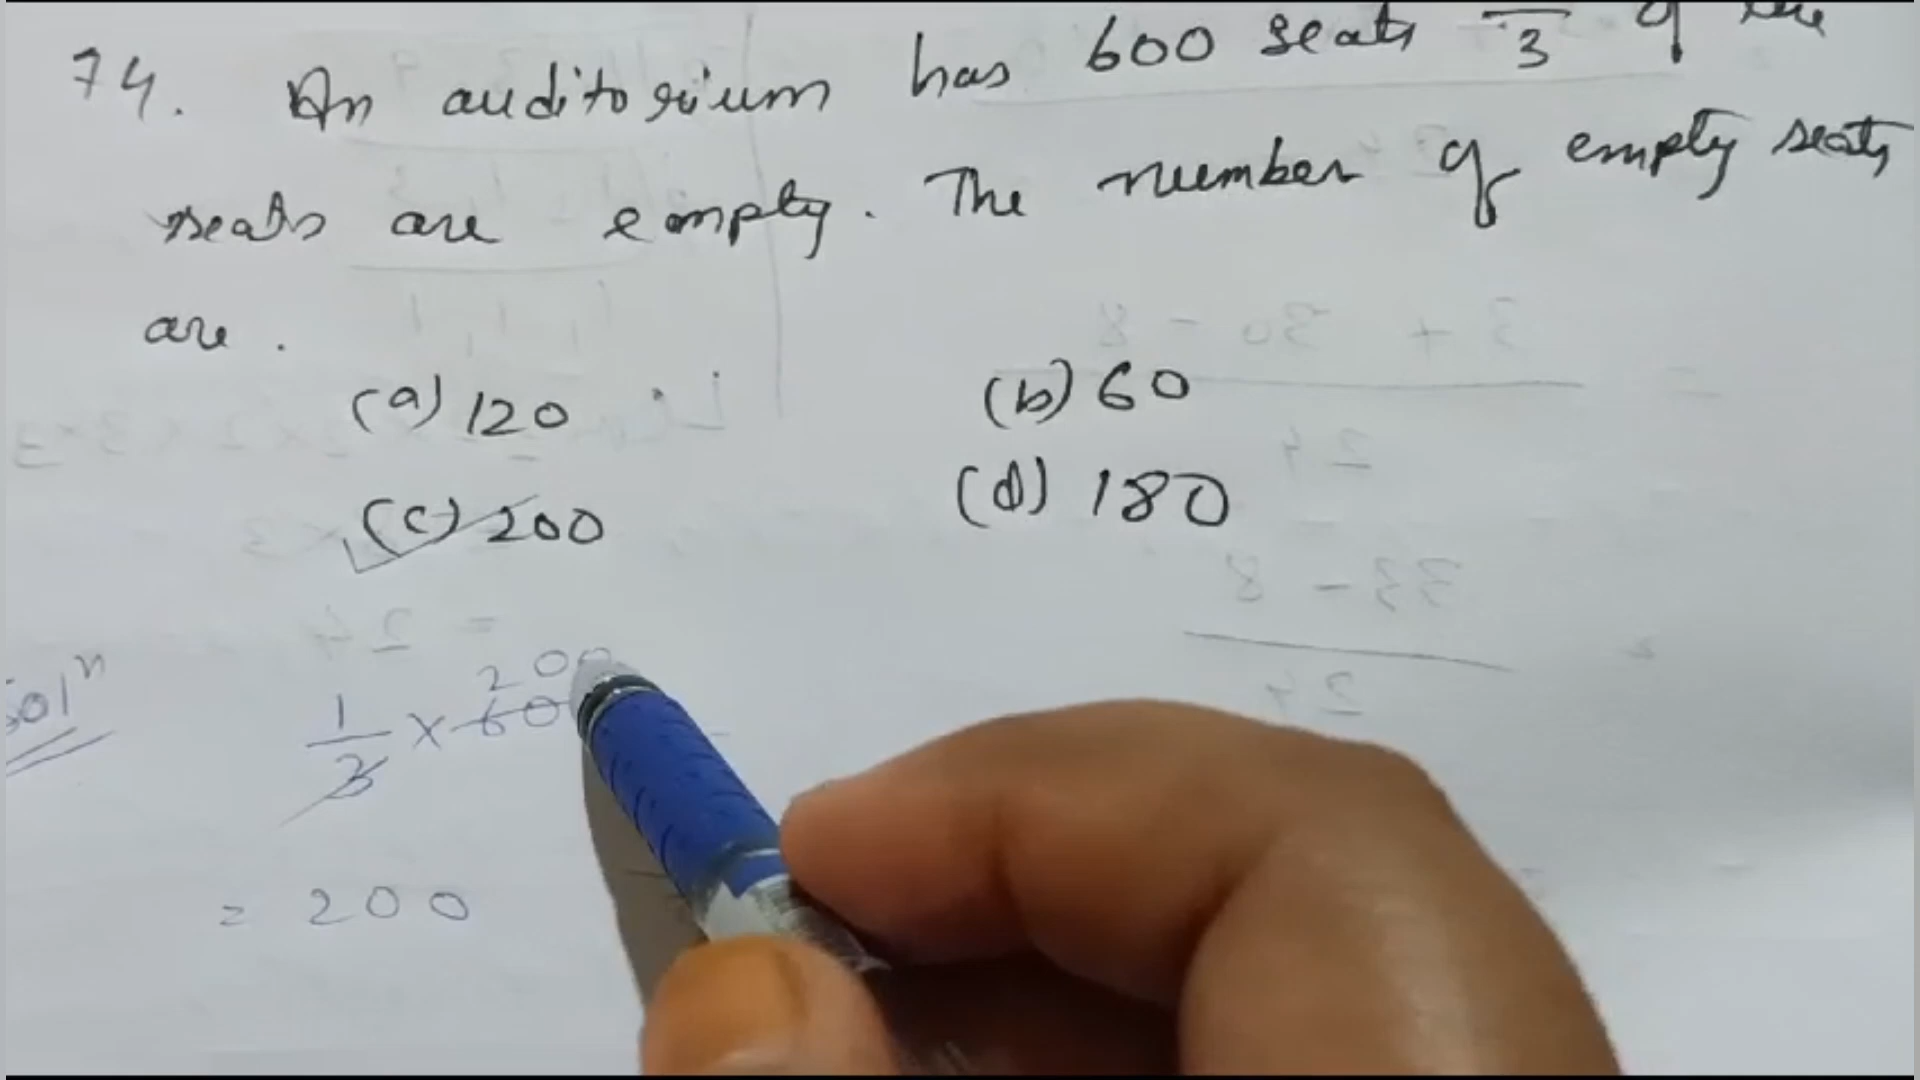 74. An auditorium has 600 seats 3 of the
seats are empty. The number of empty seats
are.
(a) 120 (b) 60
(c) 200 (d) 180
Solⁿ
200
1/3 × 60
= 200